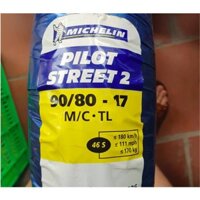 MICHELIN
PILOT
STREET 2
90/80 - 17
M/C · TL
46 S
≤ 180 km/h
≤ 111 mph
≤ 170 kg